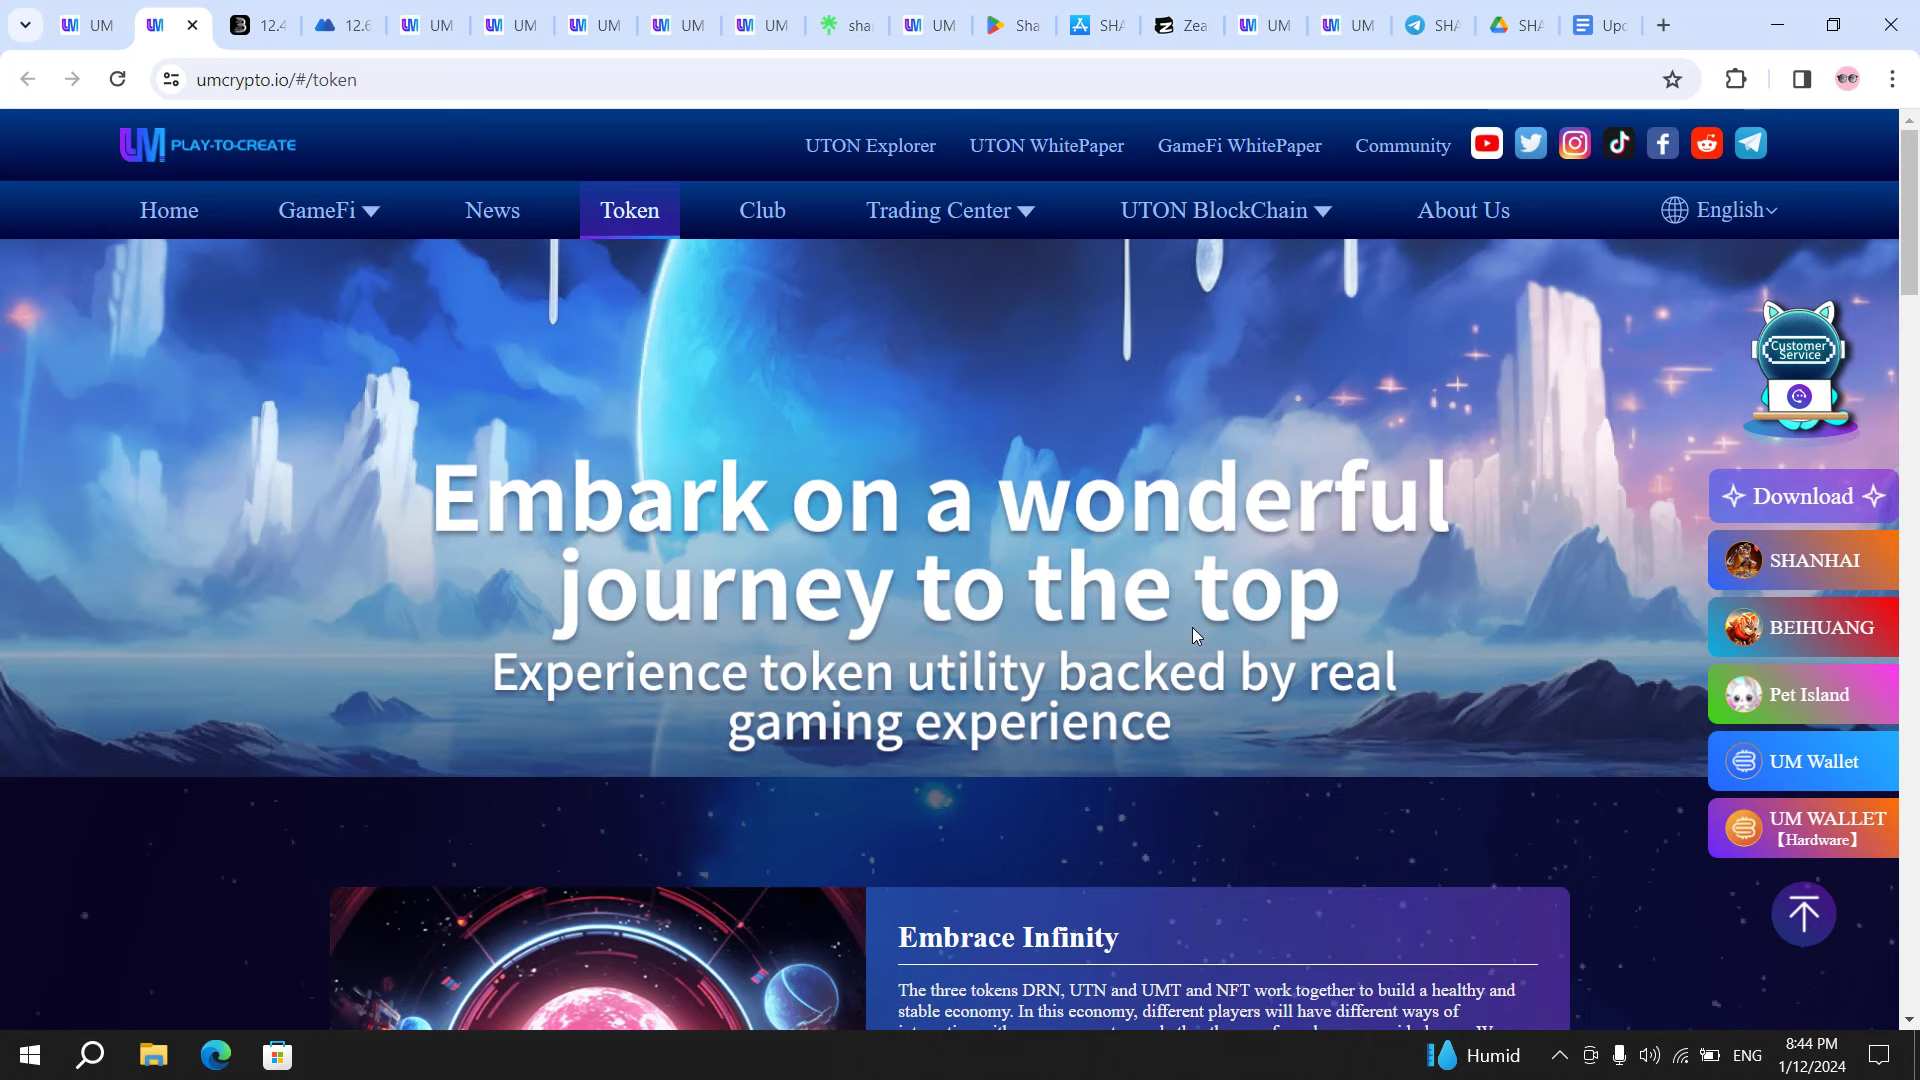 UM
12.4
12.6
UM
UM
UM
UM
UM
sha
UM
Sha
SHA
Zea
UM
UM
SHA
SHA
Upd
umcrypto.io/#/token
UM PLAY-TO-CREATE
UTON Explorer
UTON WhitePaper
GameFi WhitePaper
Community
Home
GameFi
News
Token
Club
Trading Center
UTON BlockChain
About Us
English
Customer
Service
Embark on a wonderful
journey to the top
Experience token utility backed by real
gaming experience
Download
SHANHAI
BEIHUANG
Pet Island
UM Wallet
UM WALLET
【Hardware】
Embrace Infinity
The three tokens DRN, UTN and UMT and NFT work together to build a healthy and
stable economy. In this economy, different players will have different ways of
Humid
ENG
8:44 PM
1/12/2024